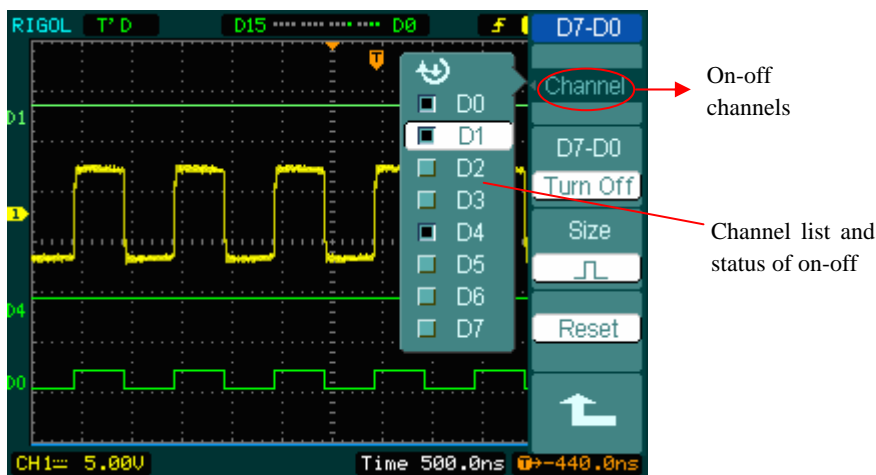 RIGOL T'D D15 D0 D7-D0
T
Channel
On-off
channels
D0
D1
D1
D2
D7-D0
D3
Turn Off
1
D4
Size
Channel list and
status of on-off
D5
D6
D4
D7
Reset
D0
CH1 5.00V Time 500.0ns T→-440.0ns